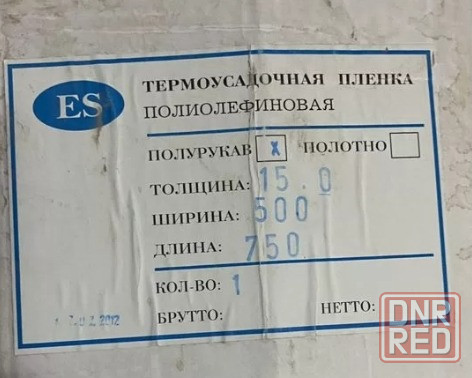 ES
ТЕРМОУСАДОЧНАЯ ПЛЕНКА
ПОЛИОЛЕФИНОВАЯ
ПОЛУРУКАВ X ПОЛОТНО
ТОЛЩИНА: 15.0
ШИРИНА: 500
ДЛИНА: 750
КОЛ-ВО: 1
2012
БРУТТО: НЕТТО:
DNR
RED